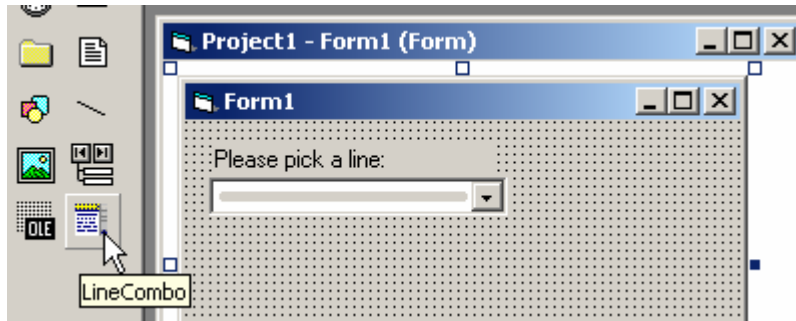 Project1 - Form1 (Form)
Form1
Please pick a line:
OLE
LineCombo